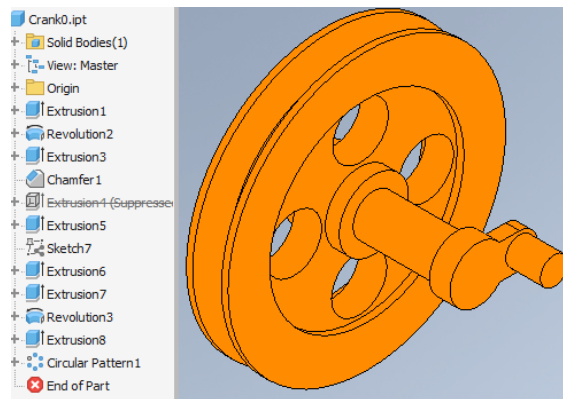 Crank0.ipt
Solid Bodies(1)
View: Master
Origin
Extrusion1
Revolution2
Extrusion3
Chamfer1
Extrusion4 (Suppresse
Extrusion5
Sketch7
Extrusion6
Extrusion7
Revolution3
Extrusion8
Circular Pattern1
End of Part